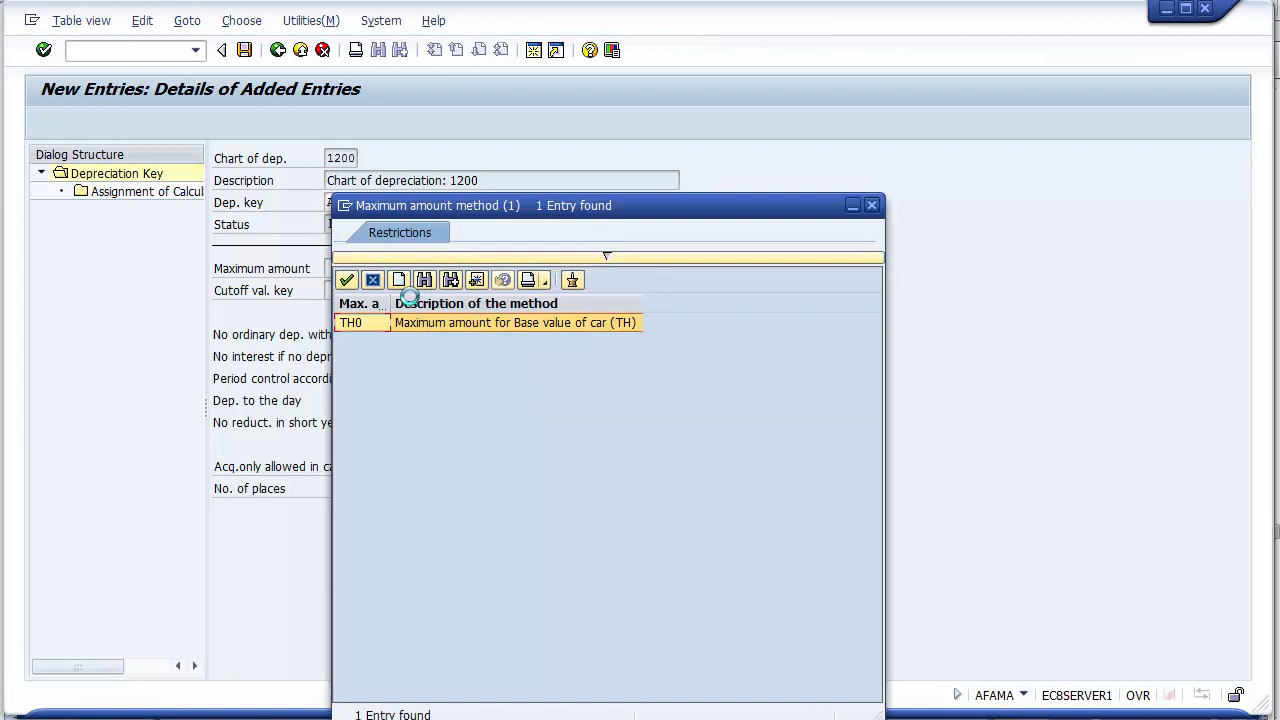 Table view Edit Goto Choose Utilities(M) System Help
New Entries: Details of Added Entries
Dialog Structure
Depreciation Key
Assignment of Calcul
Chart of dep. 1200
Description Chart of depreciation: 1200
Dep. key
Status
Maximum amount
Cutoff val. key
No ordinary dep. with
No interest if no depr
Period control accordi
Dep. to the day
No reduct. in short ye
Acq.only allowed in ca
No. of places
Maximum amount method (1) 1 Entry found
Restrictions
Max. a... Description of the method
TH0 Maximum amount for Base value of car (TH)
1 Entry found
AFAMA EC8SERVER1 OVR